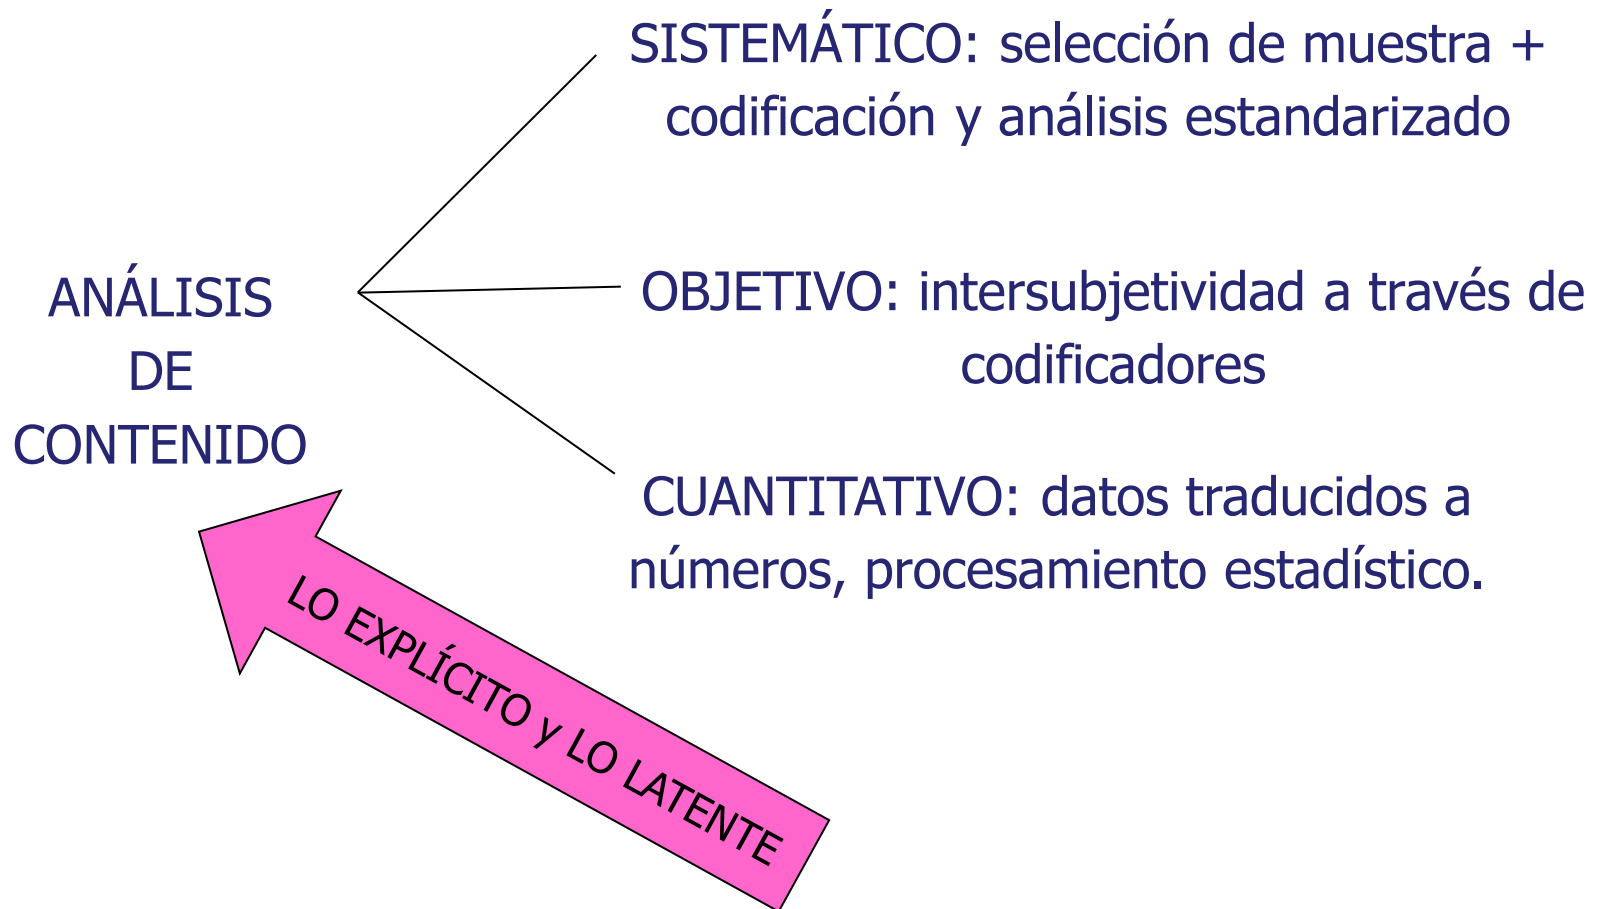 SISTEMÁTICO: selección de muestra +
codificación y análisis estandarizado
ANÁLISIS
DE
CONTENIDO
OBJETIVO: intersubjetividad a través de
codificadores
CUANTITATIVO: datos traducidos a
números, procesamiento estadístico.
LO EXPLÍCITO y LO LATENTE